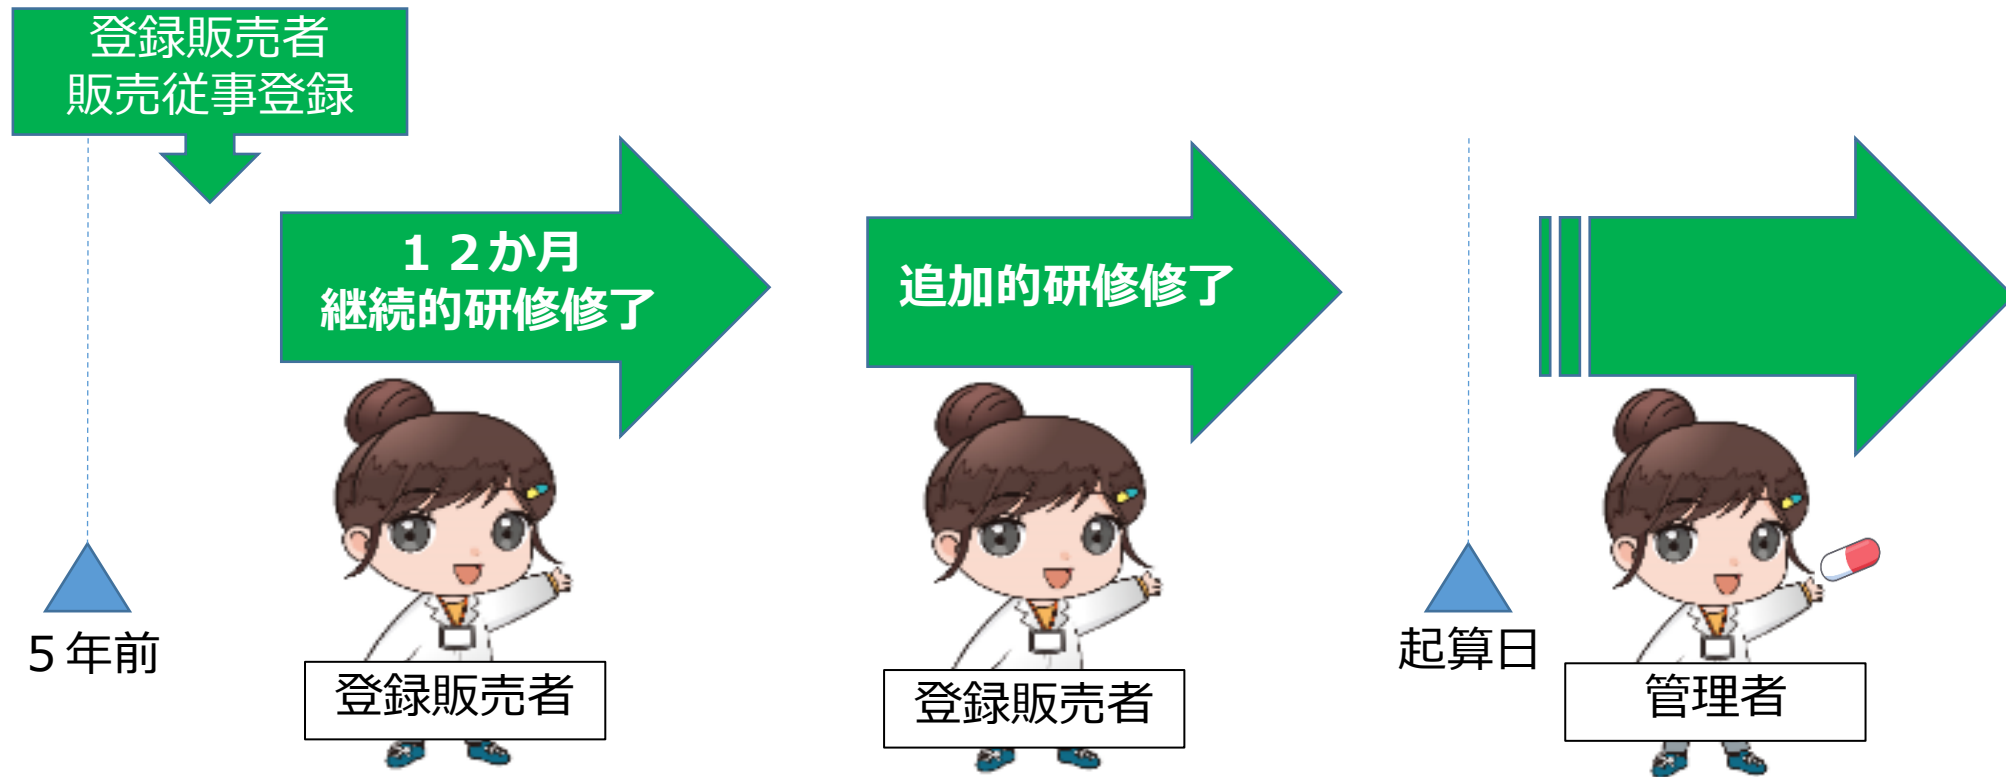 登録販売者
販売従事登録
１２か月
継続的研修修了
追加的研修修了
５年前
起算日
登録販売者
登録販売者
管理者